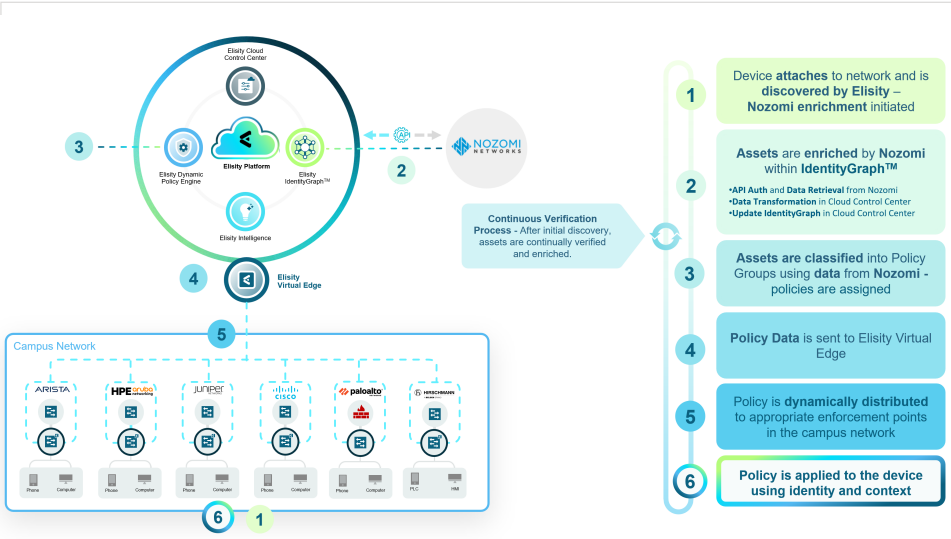 Elisity Cloud
Control Center
3
Elisity Dynamic
Policy Engine
Elisity Platform
Elisity
IdentityGraph™
API
2
NOZOMI
NETWORKS
Elisity Intelligence
4
Elisity
Virtual Edge
5
Campus Network
ARISTA
HPE aruba
networking
JUNIPER
CISCO
paloalto
HIRSCHMANN
Phone Computer
Phone Computer
Phone Computer
Phone Computer
Phone Computer
PLC HMI
6
1
Continuous Verification
Process - After initial discovery,
assets are continually verified
and enriched.
1
Device attaches to network and is
discovered by Elisity –
Nozomi enrichment initiated
2
Assets are enriched by Nozomi
within IdentityGraph™
•API Auth and Data Retrieval from Nozomi
•Data Transformation in Cloud Control Center
•Update IdentityGraph in Cloud Control Center
3
Assets are classified into Policy
Groups using data from Nozomi -
policies are assigned
4
Policy Data is sent to Elisity Virtual
Edge
5
Policy is dynamically distributed
to appropriate enforcement points
in the campus network
6
Policy is applied to the device
using identity and context